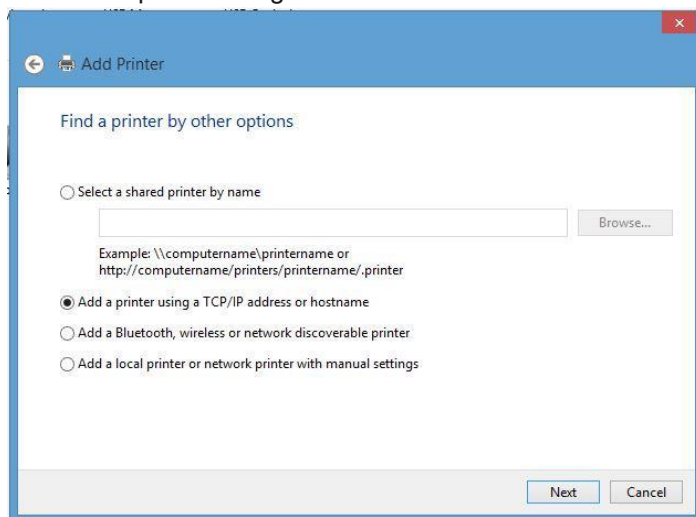 Add Printer
Find a printer by other options
Select a shared printer by name
Browse...
Example: \\computername\printername or
http://computername/printers/printername/.printer
Add a printer using a TCP/IP address or hostname
Add a Bluetooth, wireless or network discoverable printer
Add a local printer or network printer with manual settings
Next
Cancel